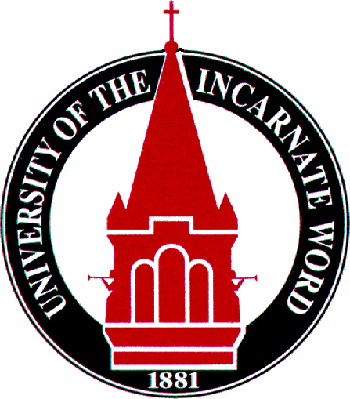 UNIVERSITY OF THE INCARNATE WORD
1881